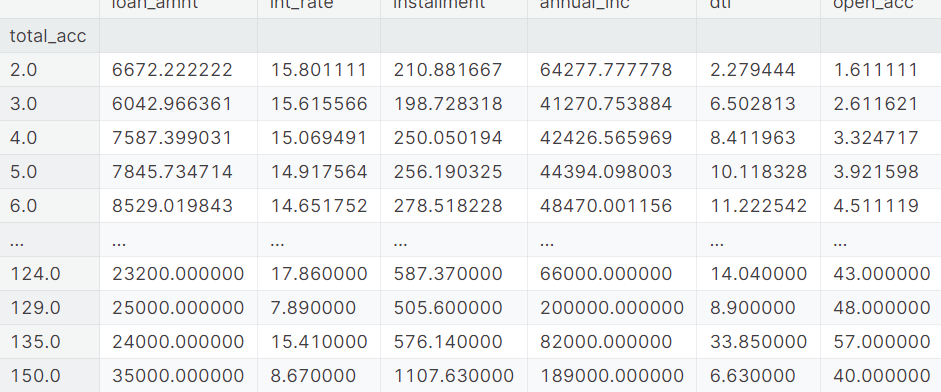 loan_amnt int_rate installment annual_inc dti open_acc
total_acc
2.0 6672.222222 15.801111 210.881667 64277.777778 2.279444 1.611111
3.0 6042.966361 15.615566 198.728318 41270.753884 6.502813 2.611621
4.0 7587.399031 15.069491 250.050194 42426.565969 8.411963 3.324717
5.0 7845.734714 14.917564 256.190325 44394.098003 10.118328 3.921598
6.0 8529.019843 14.651752 278.518228 48470.001156 11.222542 4.511119
... ... ... ... ... ... ...
124.0 23200.000000 17.860000 587.370000 66000.000000 14.040000 43.000000
129.0 25000.000000 7.890000 505.600000 200000.000000 8.900000 48.000000
135.0 24000.000000 15.410000 576.140000 82000.000000 33.850000 57.000000
150.0 35000.000000 8.670000 1107.630000 189000.000000 6.630000 40.000000